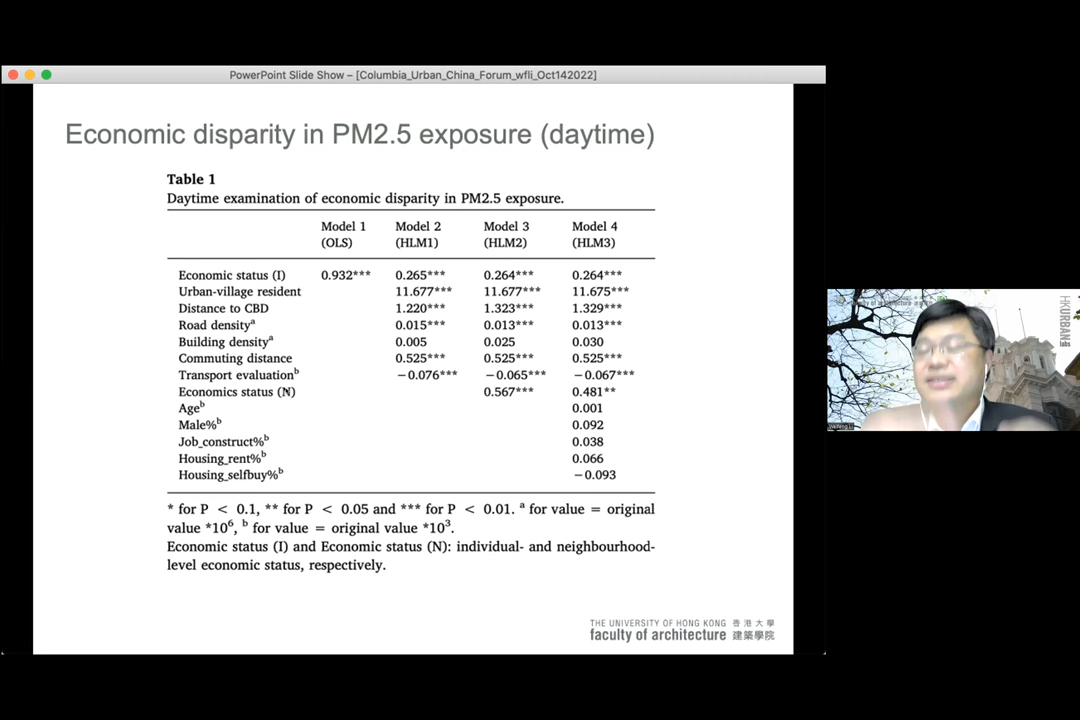 PowerPoint Slide Show – [Columbia_Urban_China_Forum_wfli_Oct142022]
Economic disparity in PM2.5 exposure (daytime)
Table 1
Daytime examination of economic disparity in PM2.5 exposure.
Model 1 Model 2 Model 3 Model 4
(OLS) (HLM1) (HLM2) (HLM3)
Economic status (I) 0.932*** 0.265*** 0.264*** 0.264***
Urban-village resident 11.677*** 11.677*** 11.675***
Distance to CBD 1.220*** 1.323*** 1.329***
Road densityᵃ 0.015*** 0.013*** 0.013***
Building densityᵃ 0.005 0.025 0.030
Commuting distance 0.525*** 0.525*** 0.525***
Transport evaluationᵇ −0.076*** −0.065*** −0.067***
Economics status (N) 0.567*** 0.481**
Ageᵇ 0.001
Male%ᵇ 0.092
Job_construct%ᵇ 0.038
Housing_rent%ᵇ 0.066
Housing_selfbuy%ᵇ −0.093
* for P < 0.1, ** for P < 0.05 and *** for P < 0.01. ᵃ for value = original
value *10⁶, ᵇ for value = original value *10³.
Economic status (I) and Economic status (N): individual- and neighbourhood-
level economic status, respectively.
THE UNIVERSITY OF HONG KONG 香港大學
faculty of architecture 建築學院
HKURBAN